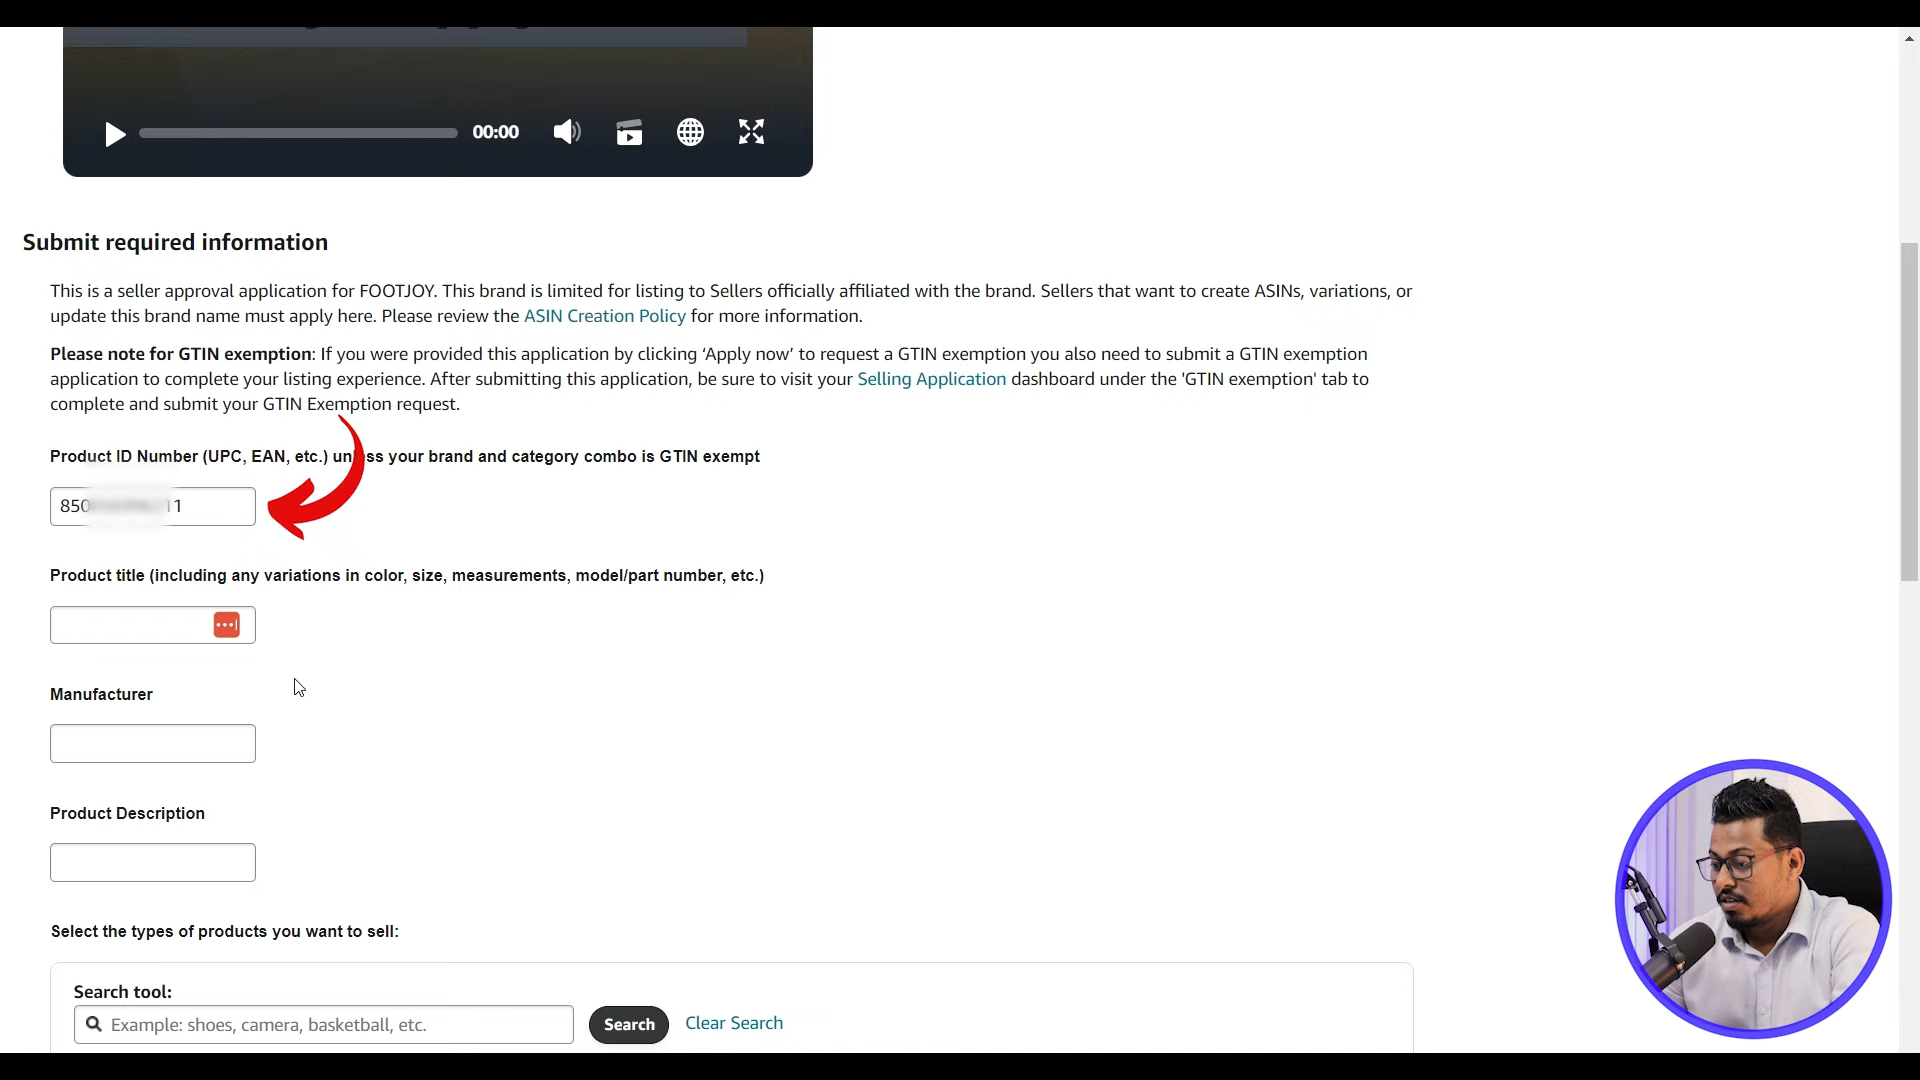 00:00
Submit required information
This is a seller approval application for FOOTJOY. This brand is limited for listing to Sellers officially affiliated with the brand. Sellers that want to create ASINs, variations, or
update this brand name must apply here. Please review the ASIN Creation Policy for more information.
Please note for GTIN exemption: If you were provided this application by clicking ‘Apply now’ to request a GTIN exemption you also need to submit a GTIN exemption
application to complete your listing experience. After submitting this application, be sure to visit your Selling Application dashboard under the 'GTIN exemption' tab to
complete and submit your GTIN Exemption request.
Product ID Number (UPC, EAN, etc.) your brand and category combo is GTIN exempt
850 11
Product title (including any variations in color, size, measurements, model/part number, etc.)
Manufacturer
Product Description
Select the types of products you want to sell:
Search tool:
Example: shoes, camera, basketball, etc. Search Clear Search